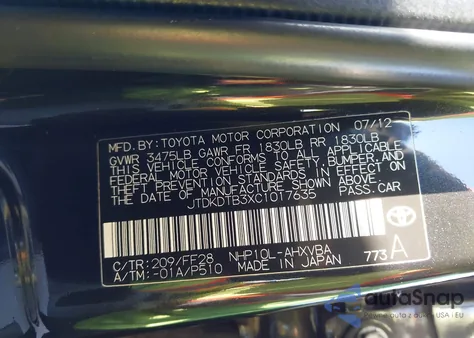 MFD. BY: TOYOTA MOTOR CORPORATION 07/12
GVWR 3475LB GAWR FR 1830LB RR 1830LB
THIS VEHICLE CONFORMS TO ALL APPLICABLE
FEDERAL MOTOR VEHICLE SAFETY, BUMPER, AND
THEFT PREVENTION STANDARDS IN EFFECT ON
THE DATE OF MANUFACTURE SHOWN ABOVE.
JTDKDTB3XC1017635 PASS.CAR
C/TR: 209/FF28 NHP10L-AHXVBA
A/TM: -01A/P510 MADE IN JAPAN 773 A
autoSnap